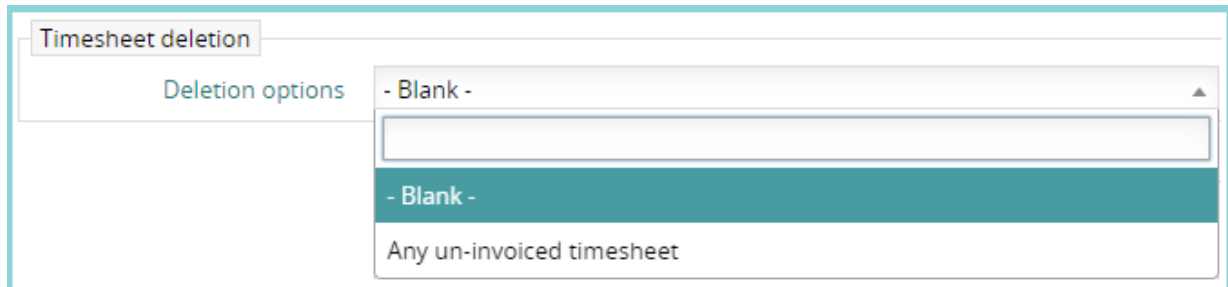 Timesheet deletion
Deletion options - Blank -
- Blank -
Any un-invoiced timesheet